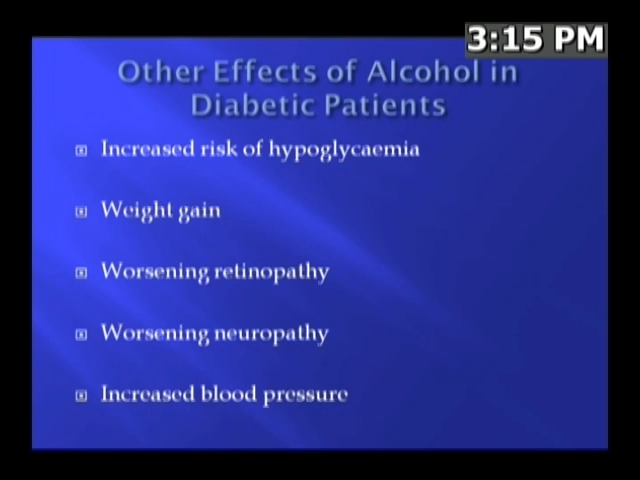 3:15 PM
Other Effects of Alcohol in
Diabetic Patients
Increased risk of hypoglycaemia
Weight gain
Worsening retinopathy
Worsening neuropathy
Increased blood pressure